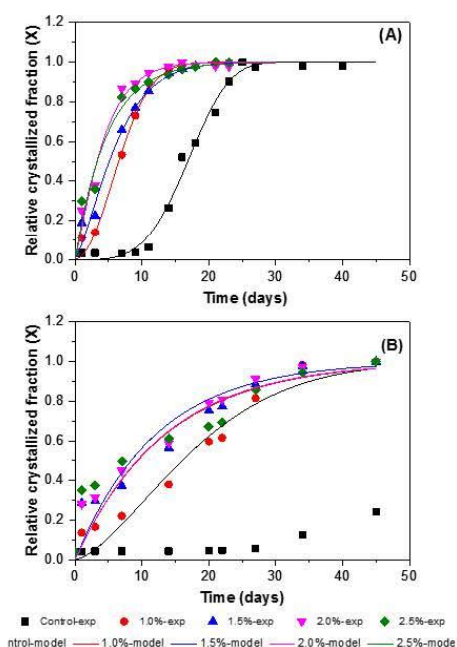 (A)
Relative crystallized fraction (X)
1.2
1.0
0.8
0.6
0.4
0.2
0.0
0 10 20 30 40 50
Time (days)
(B)
Relative crystallized fraction (X)
1.2
1.0
0.8
0.6
0.4
0.2
0.0
0 10 20 30 40 50
Time (days)
Control-exp 1.0%-exp 1.5%-exp 2.0%-exp 2.5%-exp
ntrol-model 1.0%-model 1.5%-model 2.0%-model 2.5%-mode